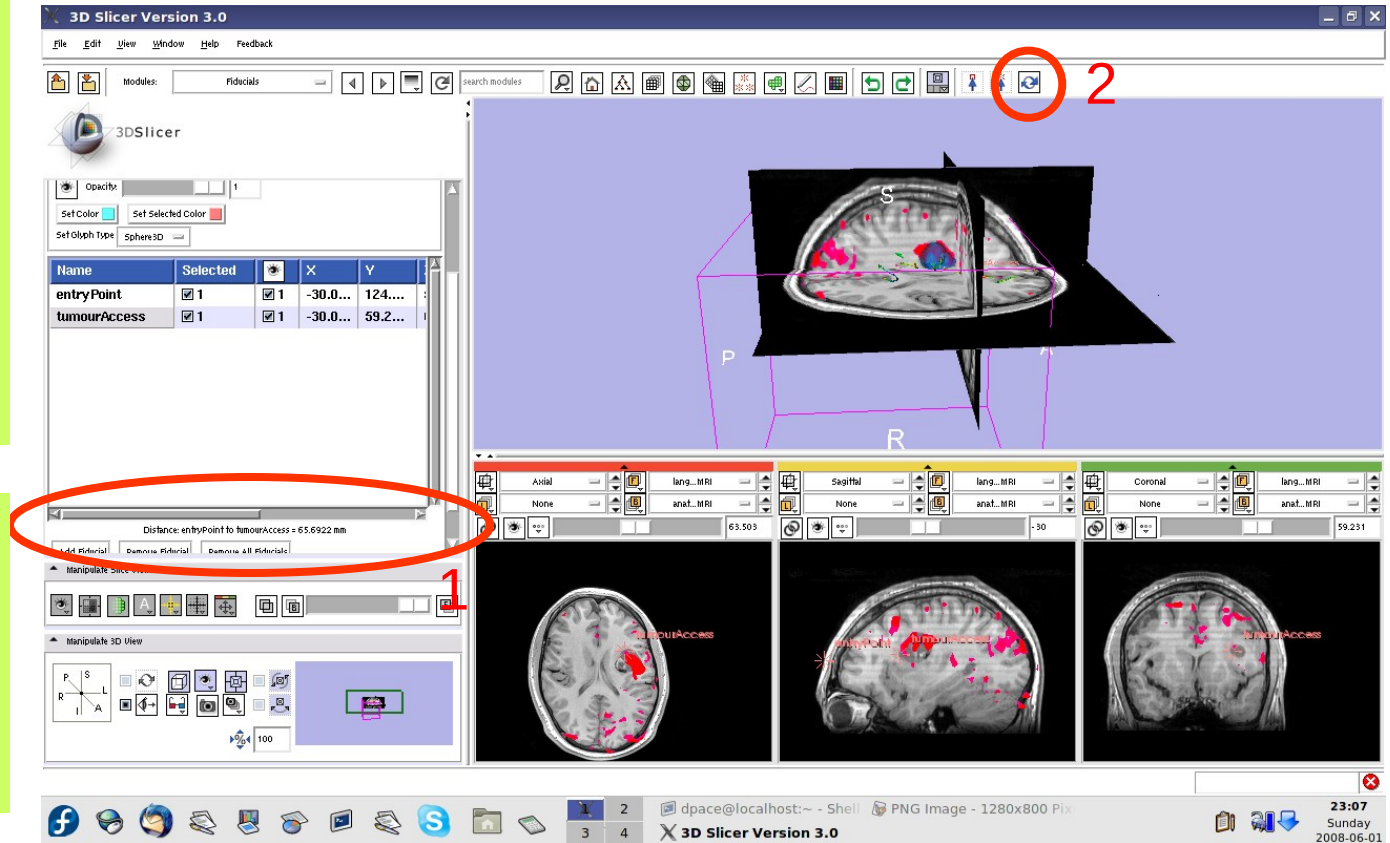 3D Slicer Version 3.0
File Edit View Window Help Feedback
Modules: Fiducials search modules
2
3DSlicer
Opacity: 1
Set Color Set Selected Color
Set Glyph Type Sphere3D
Name Selected X Y
entryPoint 1 1 -30.0... 124....
tumourAccess 1 1 -30.0... 59.2...
Distance: entryPoint to tumourAccess = 65.6922 mm
Add Fiducial Remove Fiducial Remove All Fiducials
1
Manipulate Slice Views
Manipulate 3D View
P S L R I A
100
S
P
A
R
Axial lang...MRI
None anat...MRI
63.503
tumourAccess
Sagittal lang...MRI
None anat...MRI
-30
entryPoint tumourAccess
Coronal lang...MRI
None anat...MRI
59.231
tumourAccess
1 2
3 4
dpace@localhost:~ - Shell
PNG Image - 1280x800 Pix
3D Slicer Version 3.0
23:07
Sunday
2008-06-01